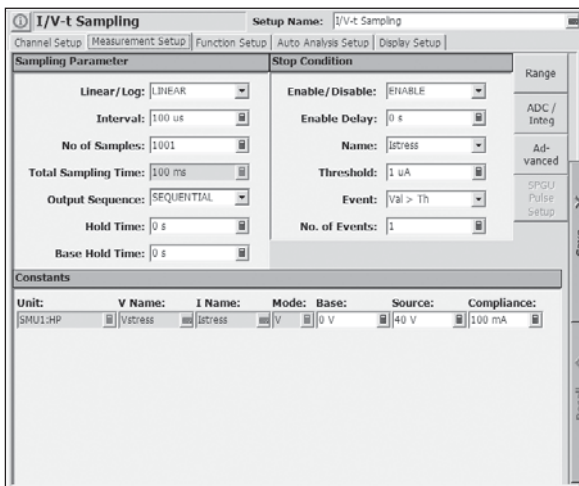 I/V-t Sampling Setup Name: I/V-t Sampling
Channel Setup Measurement Setup Function Setup Auto Analysis Setup Display Setup
Sampling Parameter
Linear/Log: LINEAR
Interval: 100 us
No of Samples: 1001
Total Sampling Time: 100 ms
Output Sequence: SEQUENTIAL
Hold Time: 0 s
Base Hold Time: 0 s
Stop Condition
Enable/Disable: ENABLE
Enable Delay: 0 s
Name: Istress
Threshold: 1 uA
Event: Val > Th
No. of Events: 1
Range
ADC /
Integ
Ad-
vanced
SPGU
Pulse
Setup
Constants
Unit: V Name: I Name: Mode: Base: Source: Compliance:
SMU1:HP Vstress Istress V 0 V 40 V 100 mA